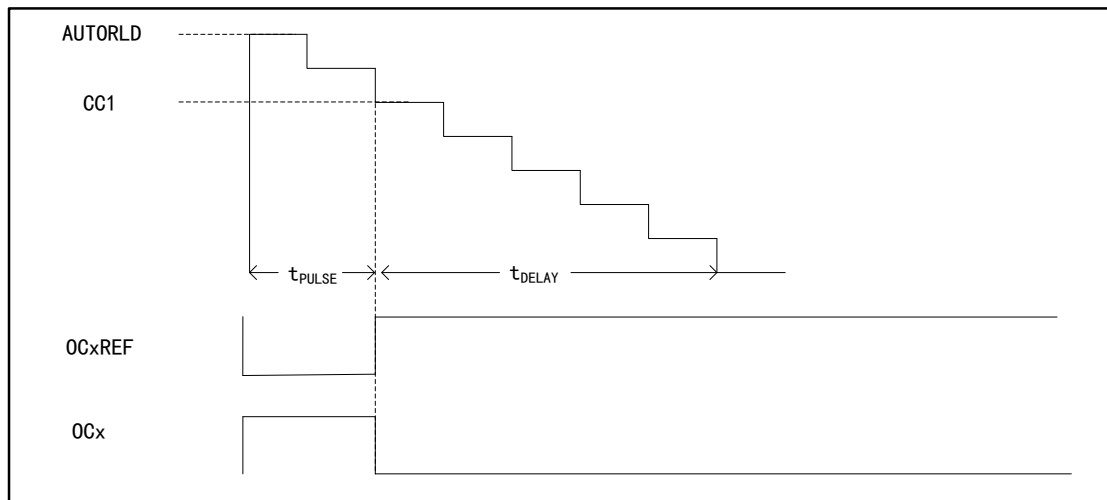 AUTORLD
CC1
tPULSE
tDELAY
OCxREF
OCx